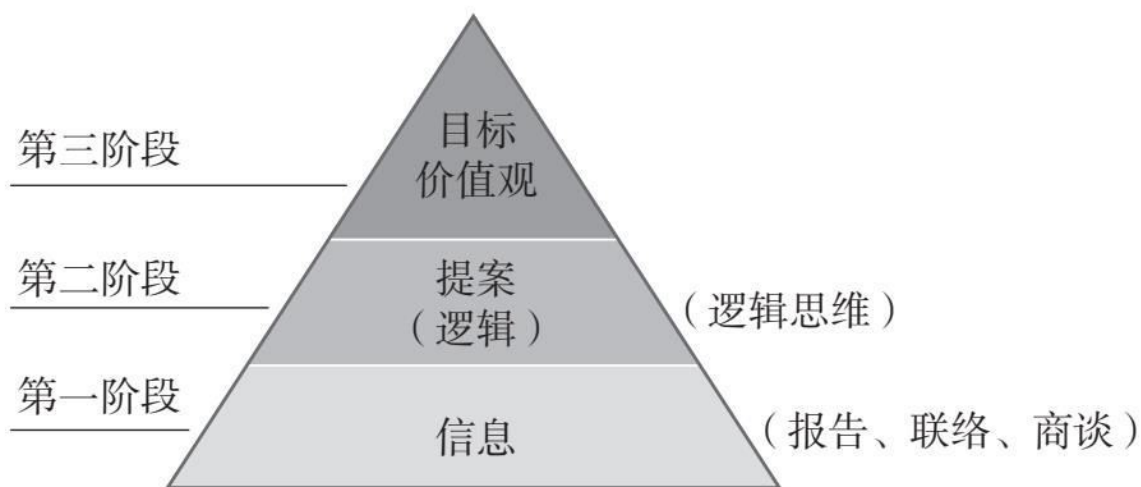 第三阶段
目标
价值观
第二阶段
提案
（逻辑）
（逻辑思维）
第一阶段
信息
（报告、联络、商谈）